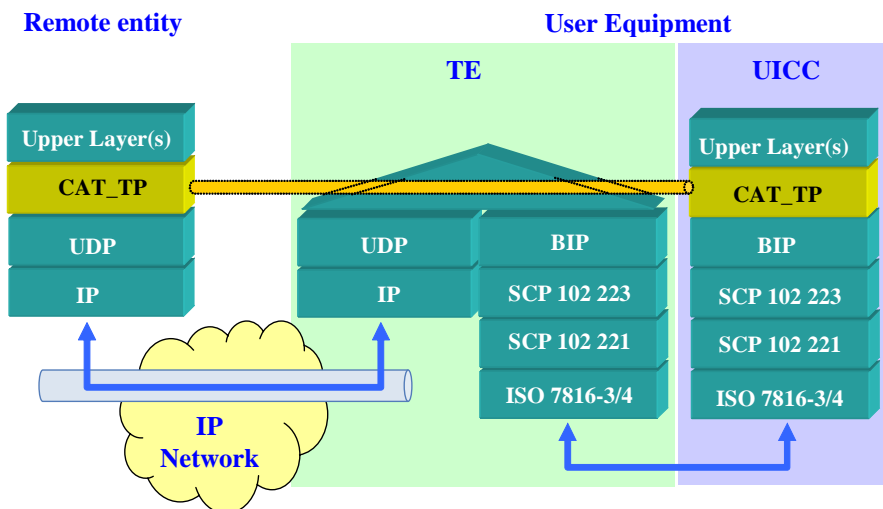 Remote entity
User Equipment
TE
UICC
Upper Layer(s)
CAT_TP
UDP
IP
UDP
IP
BIP
SCP 102 223
SCP 102 221
ISO 7816-3/4
Upper Layer(s)
CAT_TP
BIP
SCP 102 223
SCP 102 221
ISO 7816-3/4
IP
Network